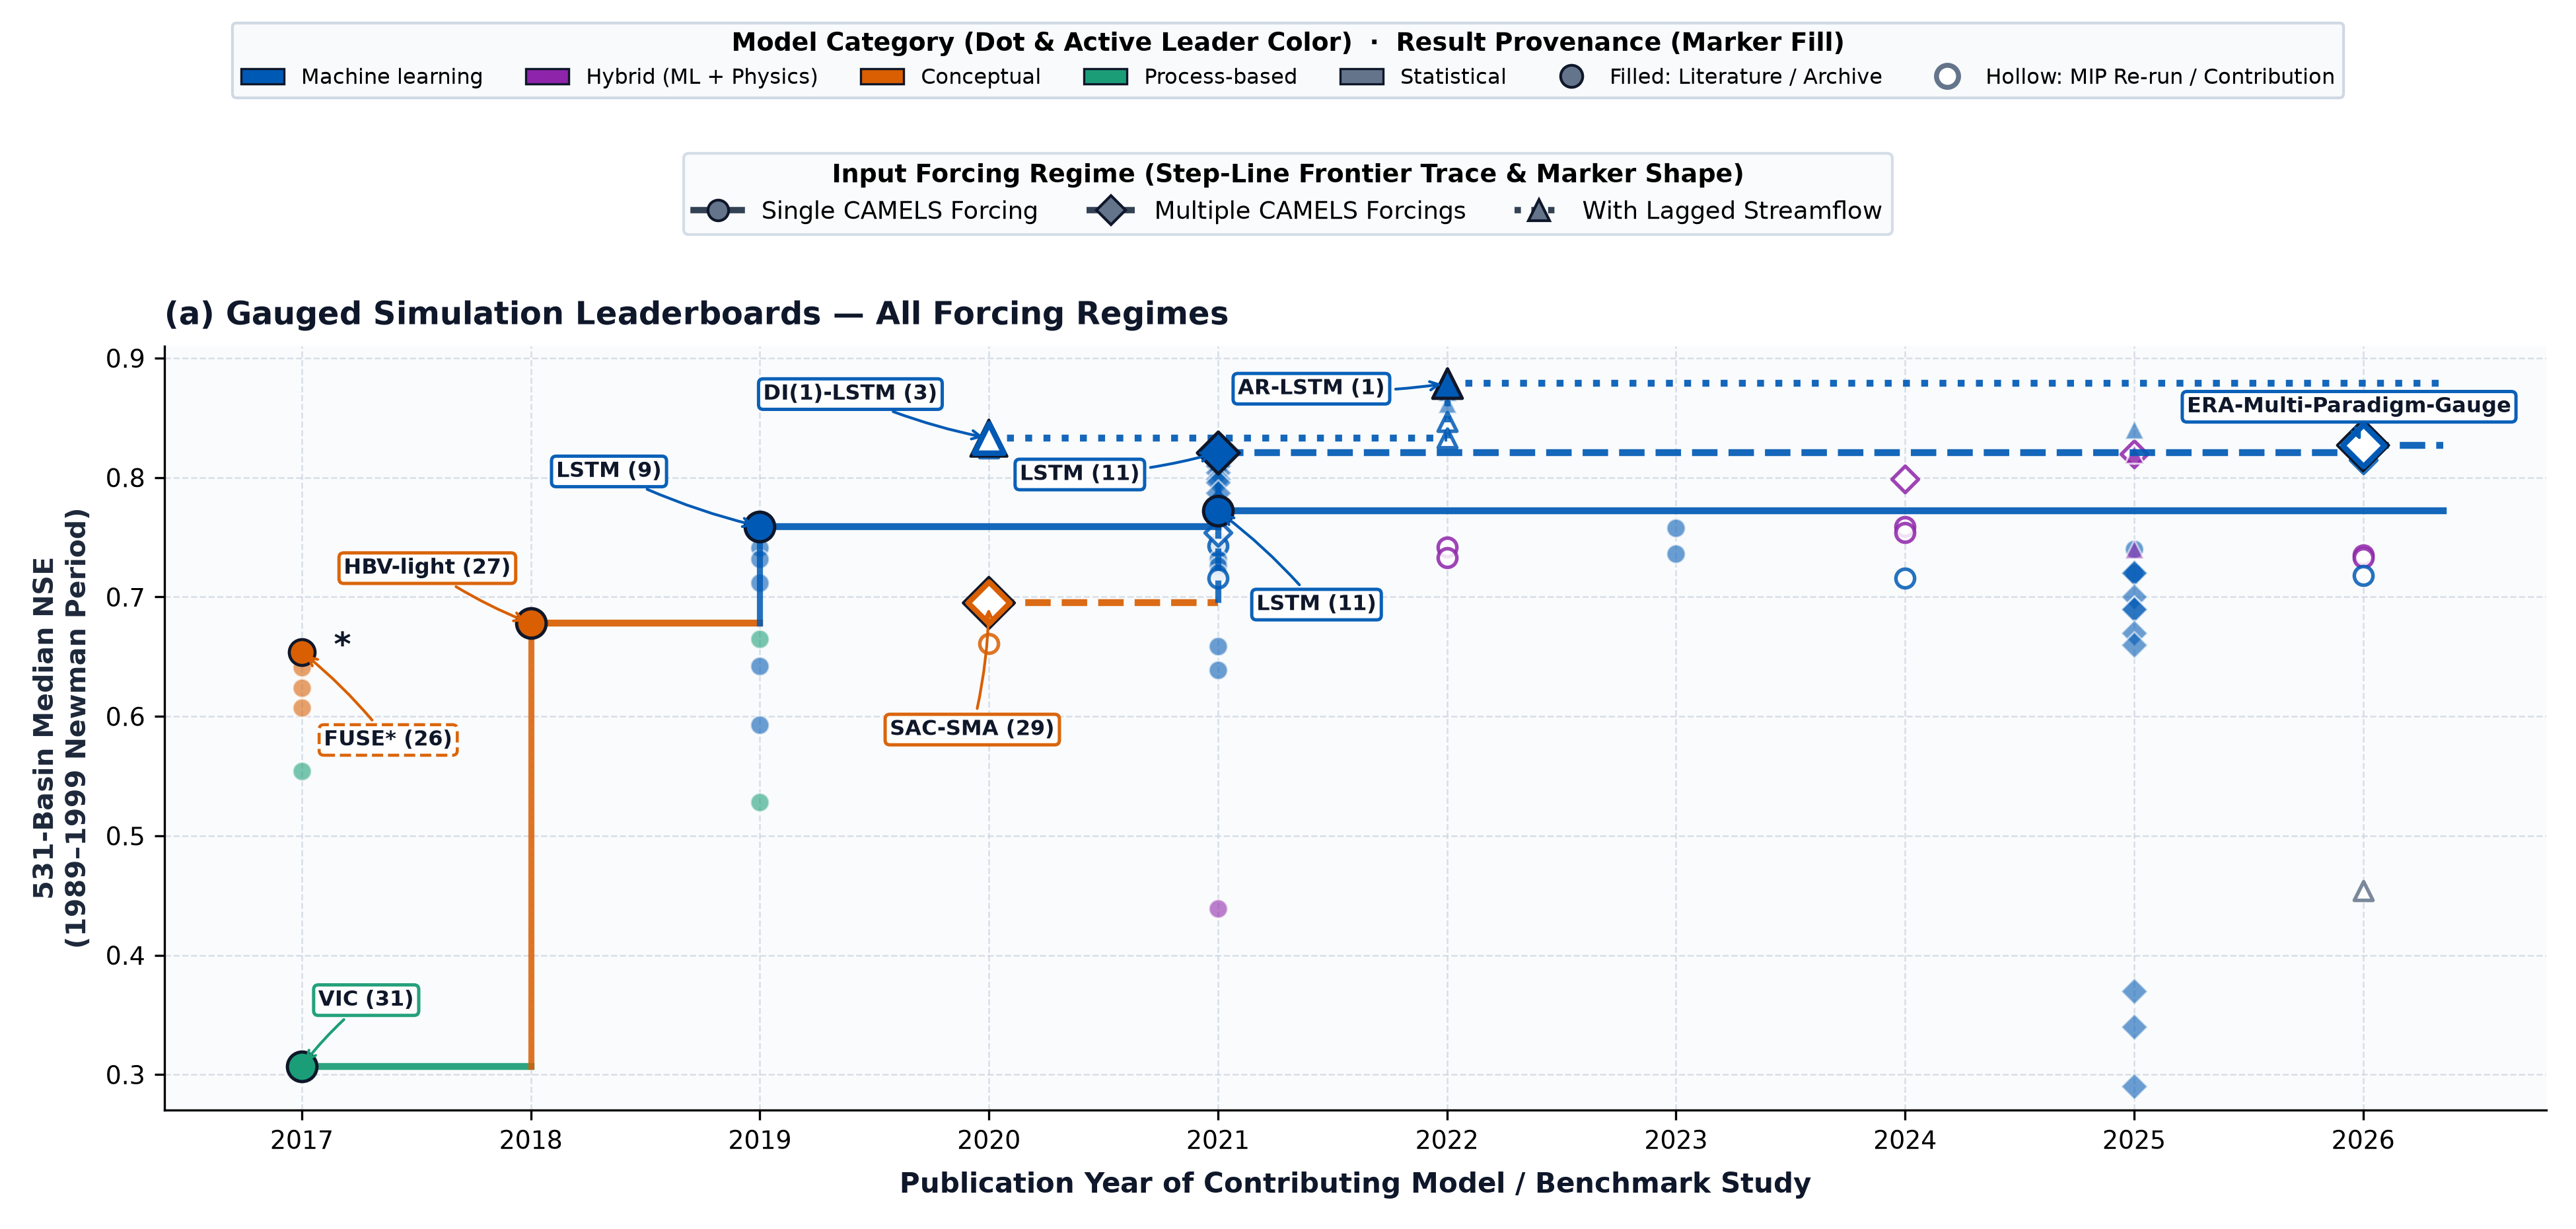 Model Category (Dot & Active Leader Color)  ·  Result Provenance (Marker Fill)
Machine learning
Hybrid (ML + Physics)
Conceptual
Process-based
Statistical
Filled: Literature / Archive
Hollow: MIP Re-run / Contribution
Input Forcing Regime (Step-Line Frontier Trace & Marker Shape)
Single CAMELS Forcing
Multiple CAMELS Forcings
With Lagged Streamflow
(a) Gauged Simulation Leaderboards — All Forcing Regimes
531-Basin Median NSE
(1989–1999 Newman Period)
0.9
0.8
0.7
0.6
0.5
0.4
0.3
DI(1)-LSTM (3)
AR-LSTM (1)
ERA-Multi-Paradigm-Gauge
LSTM (9)
LSTM (11)
HBV-light (27)
LSTM (11)
*
SAC-SMA (29)
FUSE* (26)
VIC (31)
2017
2018
2019
2020
2021
2022
2023
2024
2025
2026
Publication Year of Contributing Model / Benchmark Study